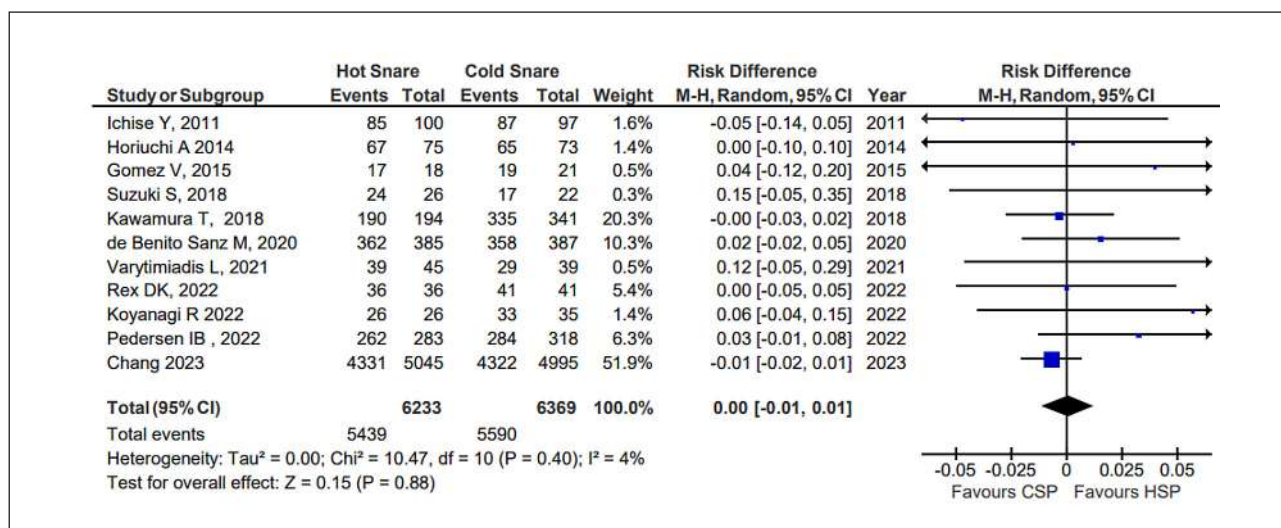 Hot Snare Cold Snare Risk Difference Risk Difference
Study or Subgroup Events Total Events Total Weight M-H, Random, 95% CI Year M-H, Random, 95% CI
Ichise Y, 2011 85 100 87 97 1.6% -0.05 [-0.14, 0.05] 2011
Horiuchi A 2014 67 75 65 73 1.4% 0.00 [-0.10, 0.10] 2014
Gomez V, 2015 17 18 19 21 0.5% 0.04 [-0.12, 0.20] 2015
Suzuki S, 2018 24 26 17 22 0.3% 0.15 [-0.05, 0.35] 2018
Kawamura T, 2018 190 194 335 341 20.3% -0.00 [-0.03, 0.02] 2018
de Benito Sanz M, 2020 362 385 358 387 10.3% 0.02 [-0.02, 0.05] 2020
Varytimiadis L, 2021 39 45 29 39 0.5% 0.12 [-0.05, 0.29] 2021
Rex DK, 2022 36 36 41 41 5.4% 0.00 [-0.05, 0.05] 2022
Koyanagi R 2022 26 26 33 35 1.4% 0.06 [-0.04, 0.15] 2022
Pedersen IB , 2022 262 283 284 318 6.3% 0.03 [-0.01, 0.08] 2022
Chang 2023 4331 5045 4322 4995 51.9% -0.01 [-0.02, 0.01] 2023
Total (95% CI) 6233 6369 100.0% 0.00 [-0.01, 0.01]
Total events 5439 5590
Heterogeneity: Tau² = 0.00; Chi² = 10.47, df = 10 (P = 0.40); I² = 4%
Test for overall effect: Z = 0.15 (P = 0.88)
-0.05 -0.025 0 0.025 0.05
Favours CSP Favours HSP